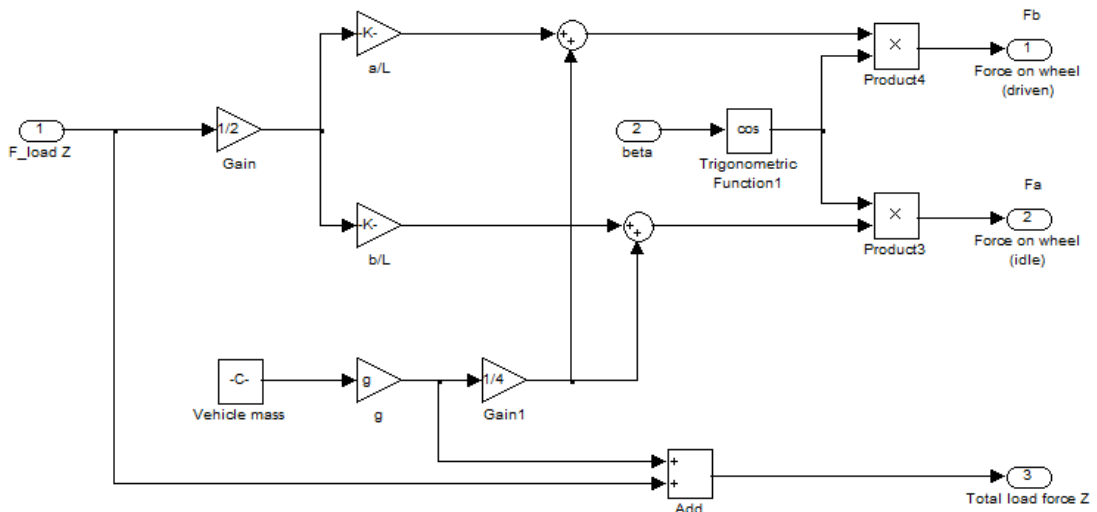 Fb
-K-
+
+
×
1
a/L
Product4
Force on wheel
(driven)
1
1/2
2
cos
F_load Z
Gain
beta
Trigonometric
Function1
Fa
-K-
+
+
×
2
b/L
Product3
Force on wheel
(idle)
-C-
g
1/4
Vehicle mass
g
Gain1
+
+
3
Add
Total load force Z